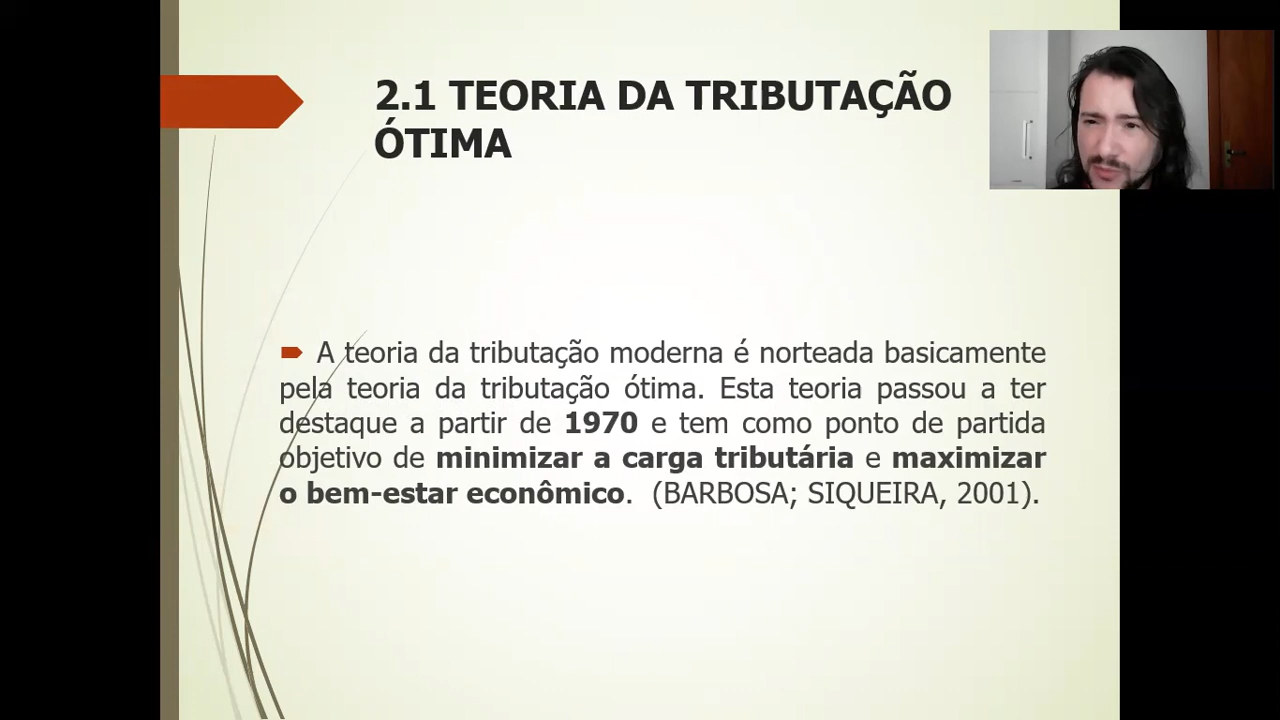 2.1 TEORIA DA TRIBUTAÇÃO
ÓTIMA
A teoria da tributação moderna é norteada basicamente
pela teoria da tributação ótima. Esta teoria passou a ter
destaque a partir de 1970 e tem como ponto de partida
objetivo de minimizar a carga tributária e maximizar
o bem-estar econômico. (BARBOSA; SIQUEIRA, 2001).